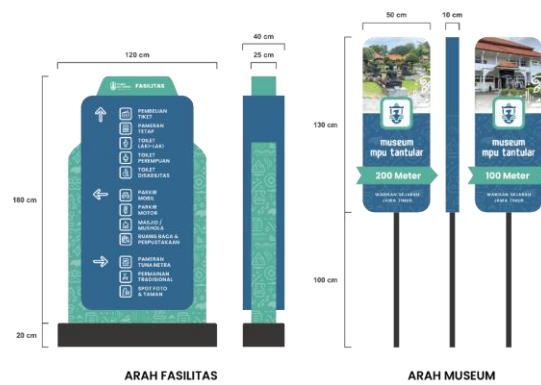 40 cm
120 cm
25 cm
FASILITAS
PEMBELIAN
TIKET
PAMERAN
TETAP
TOILET
LAKI-LAKI
TOILET
PEREMPUAN
TOILET
DISABILITAS
PARKIR
MOBIL
PARKIR
MOTOR
MASJID /
MUSHOLA
RUANG BACA &
PERPUSTAKAAN
PAMERAN
TUNA NETRA
PERMAINAN
TRADISIONAL
SPOT FOTO
& TAMAN
180 cm
20 cm
ARAH FASILITAS
50 cm
10 cm
130 cm
100 cm
museum
mpu tantular
200 Meter
WARISAN SEJARAH
JAWA TIMUR
museum
mpu tantular
100 Meter
WARISAN SEJARAH
JAWA TIMUR
ARAH MUSEUM